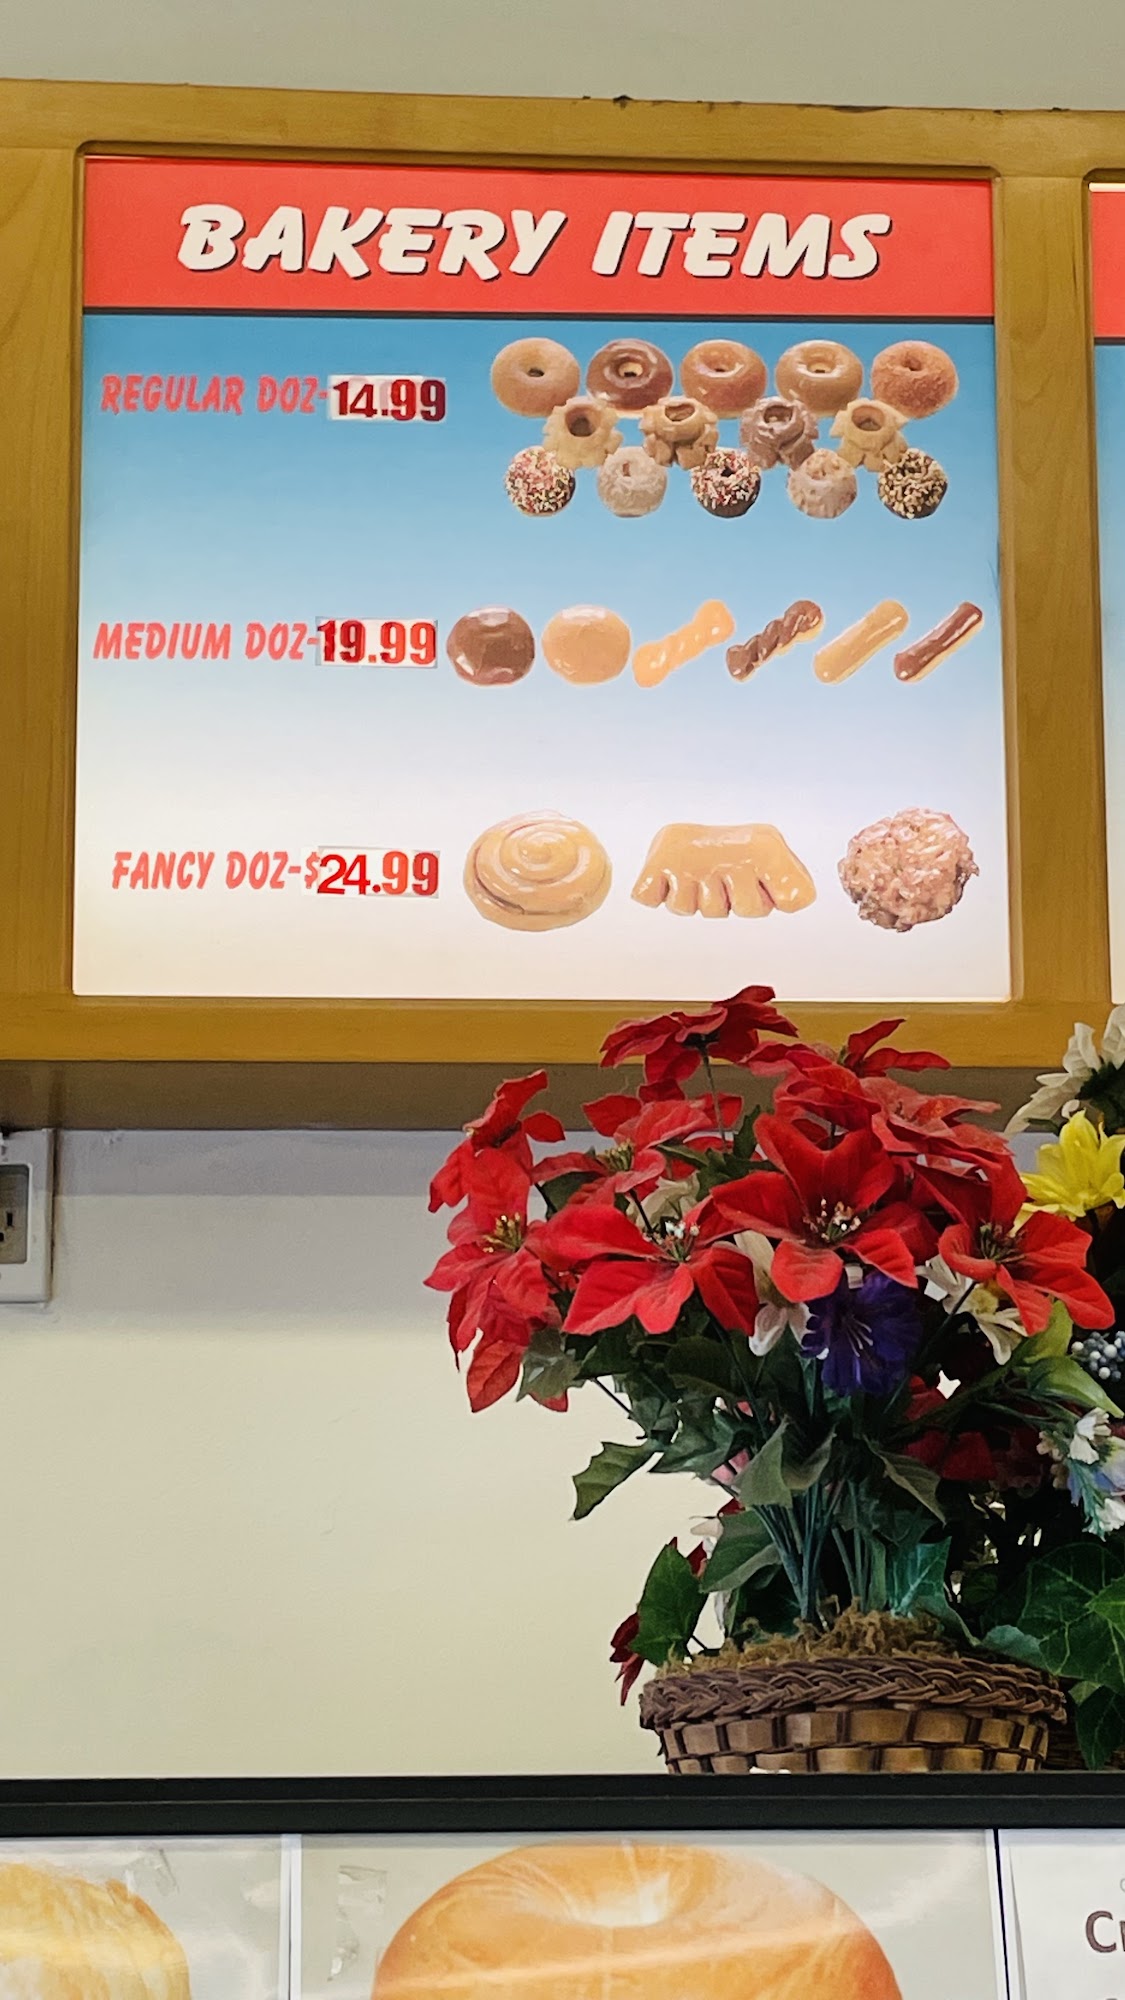 BAKERY ITEMS
REGULAR DOZ-14.99
MEDIUM DOZ-19.99
FANCY DOZ-$24.99